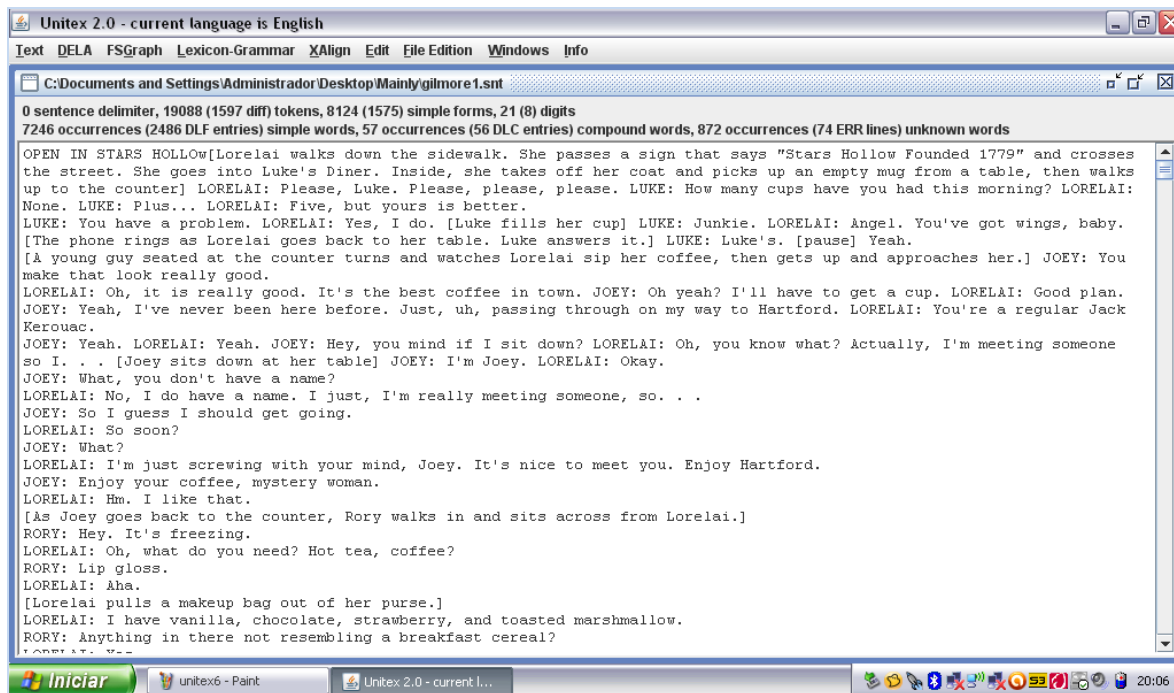 Unitex 2.0 - current language is English
Text DELA FSGraph Lexicon-Grammar XAlign Edit File Edition Windows Info
C:\Documents and Settings\Administrador\Desktop\Mainly\gilmore1.snt
0 sentence delimiter, 19088 (1597 diff) tokens, 8124 (1575) simple forms, 21 (8) digits
7246 occurrences (2486 DLF entries) simple words, 57 occurrences (56 DLC entries) compound words, 872 occurrences (74 ERR lines) unknown words
OPEN IN STARS HOLLOw[Lorelai walks down the sidewalk. She passes a sign that says "Stars Hollow Founded 1779" and crosses
the street. She goes into Luke's Diner. Inside, she takes off her coat and picks up an empty mug from a table, then walks
up to the counter] LORELAI: Please, Luke. Please, please, please. LUKE: How many cups have you had this morning? LORELAI:
None. LUKE: Plus... LORELAI: Five, but yours is better.
LUKE: You have a problem. LORELAI: Yes, I do. [Luke fills her cup] LUKE: Junkie. LORELAI: Angel. You've got wings, baby.
[The phone rings as Lorelai goes back to her table. Luke answers it.] LUKE: Luke's. [pause] Yeah.
[A young guy seated at the counter turns and watches Lorelai sip her coffee, then gets up and approaches her.] JOEY: You
make that look really good.
LORELAI: Oh, it is really good. It's the best coffee in town. JOEY: Oh yeah? I'll have to get a cup. LORELAI: Good plan.
JOEY: Yeah, I've never been here before. Just, uh, passing through on my way to Hartford. LORELAI: You're a regular Jack
Kerouac.
JOEY: Yeah. LORELAI: Yeah. JOEY: Hey, you mind if I sit down? LORELAI: Oh, you know what? Actually, I'm meeting someone
so I. . . [Joey sits down at her table] JOEY: I'm Joey. LORELAI: Okay.
JOEY: What, you don't have a name?
LORELAI: No, I do have a name. I just, I'm really meeting someone, so. . .
JOEY: So I guess I should get going.
LORELAI: So soon?
JOEY: What?
LORELAI: I'm just screwing with your mind, Joey. It's nice to meet you. Enjoy Hartford.
JOEY: Enjoy your coffee, mystery woman.
LORELAI: Hm. I like that.
[As Joey goes back to the counter, Rory walks in and sits across from Lorelai.]
RORY: Hey. It's freezing.
LORELAI: Oh, what do you need? Hot tea, coffee?
RORY: Lip gloss.
LORELAI: Aha.
[Lorelai pulls a makeup bag out of her purse.]
LORELAI: I have vanilla, chocolate, strawberry, and toasted marshmallow.
RORY: Anything in there not resembling a breakfast cereal?
Iniciar unitex6 - Paint Unitex 2.0 - current l... 20:06